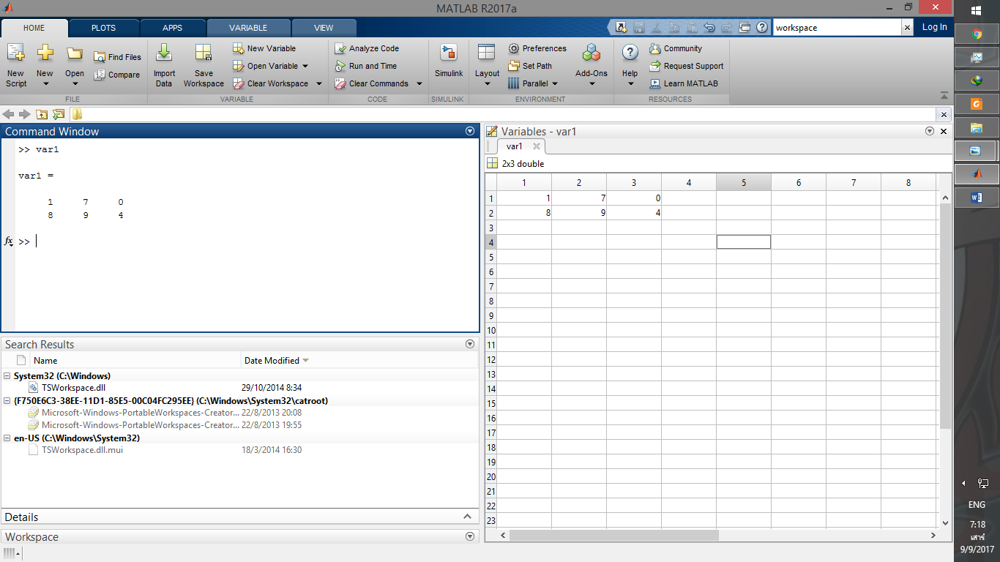 MATLAB R2017a
HOME PLOTS APPS VARIABLE VIEW workspace Log In
New Script
New
Open
Find Files
Compare
FILE
Import Data
Save Workspace
New Variable
Open Variable
Clear Workspace
VARIABLE
Analyze Code
Run and Time
Clear Commands
CODE
Simulink
SIMULINK
Layout
Preferences
Set Path
Parallel
Add-Ons
ENVIRONMENT
Help
Community
Request Support
Learn MATLAB
RESOURCES
Command Window
>> var1
var1 =
1 7 0
8 9 4
fx >>
Search Results
Name Date Modified
System32 (C:\Windows)
TSWorkspace.dll 29/10/2014 8:34
{F750E6C3-38EE-11D1-85E5-00C04FC295EE} (C:\Windows\System32\catroot)
Microsoft-Windows-PortableWorkspaces-Creator... 22/8/2013 20:08
Microsoft-Windows-PortableWorkspaces-Creator... 22/8/2013 19:55
en-US (C:\Windows\System32)
TSWorkspace.dll.mui 18/3/2014 16:30
Details
Workspace
Variables - var1
var1
2x3 double
1 2 3 4 5 6 7 8
1 1 7 0
2 8 9 4
3
4
5
6
7
8
9
10
11
12
13
14
15
16
17
18
19
20
21
22
23
ENG
7:18
เสาร์
9/9/2017